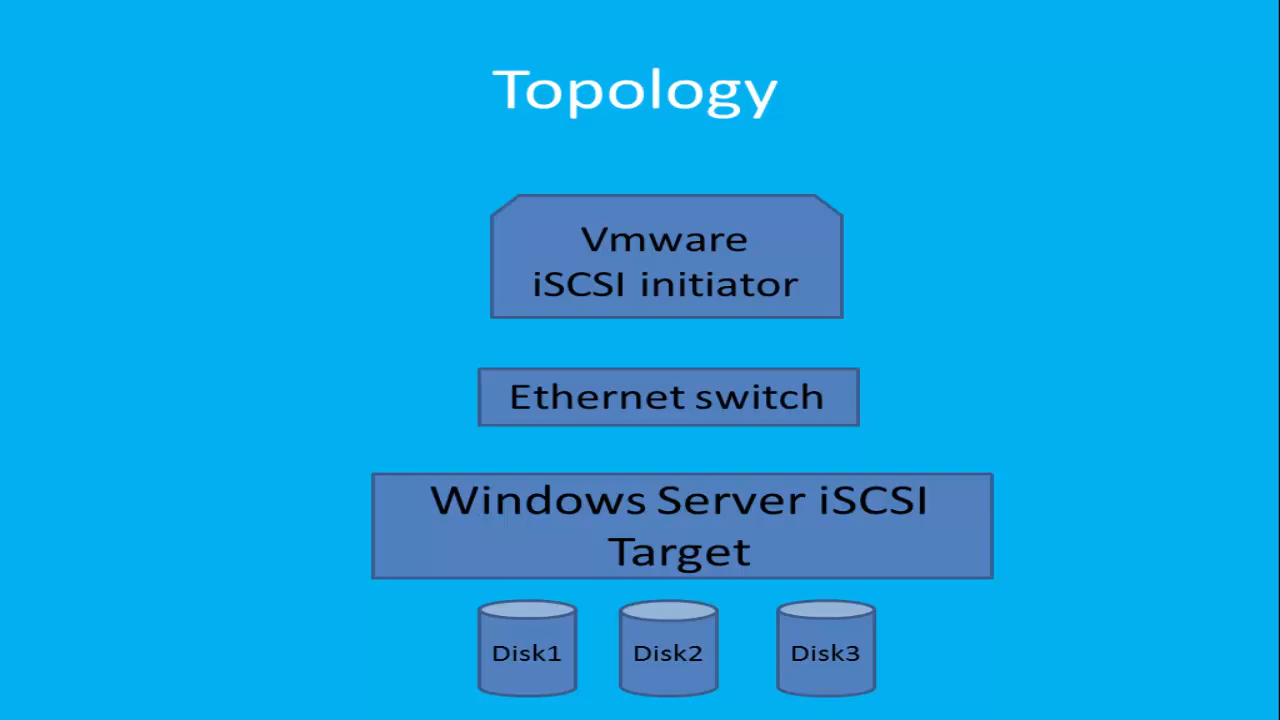 Topology
Vmware
iSCSI initiator
Ethernet switch
Windows Server iSCSI
Target
Disk1 Disk2 Disk3